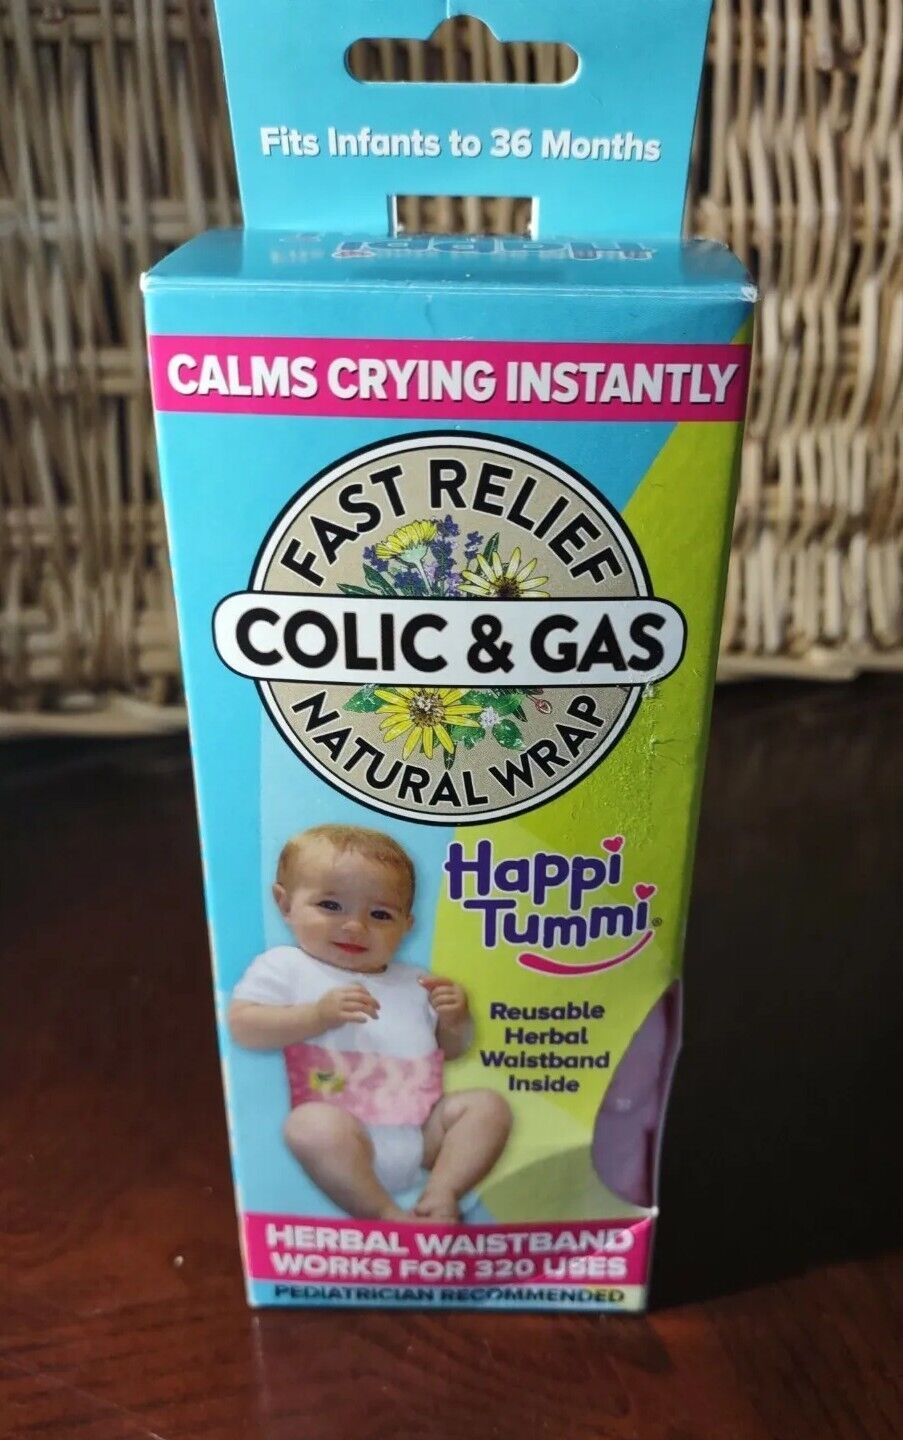 Fits Infants to 36 Months
Happi
CALMS CRYING INSTANTLY
FAST RELIEF
COLIC & GAS
NATURAL WRAP
Happi
Tummi®
Reusable
Herbal
Waistband
Inside
HERBAL WAISTBAND
WORKS FOR 320 USES
PEDIATRICIAN RECOMMENDED